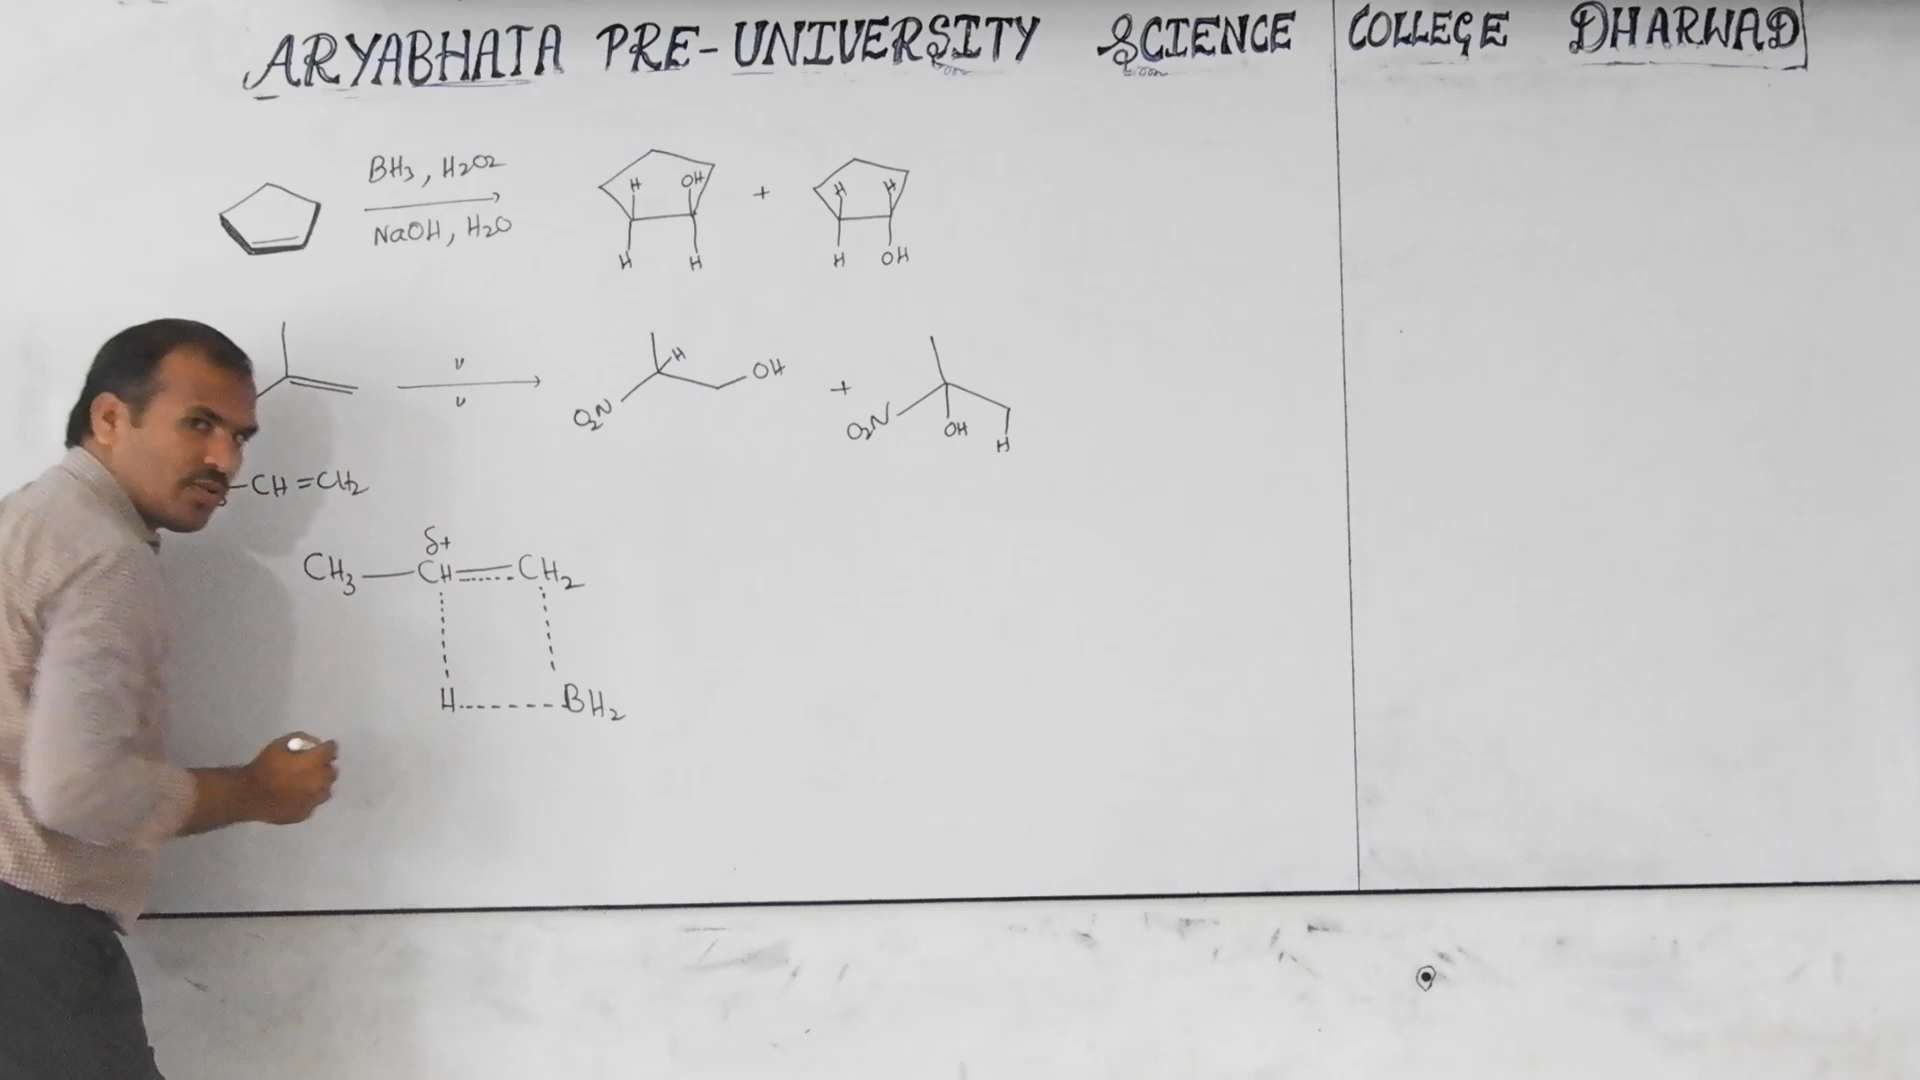 ARYABHATA PRE-UNIVERSITY SCIENCE COLLEGE DHARWAD
BH3, H2O2
NaOH, H2O
H OH
H H
+
H H
H OH
H
OH
O2N
+
O2N
OH
H
-CH=CH2
δ+
CH3-CH=CH2
H------BH2